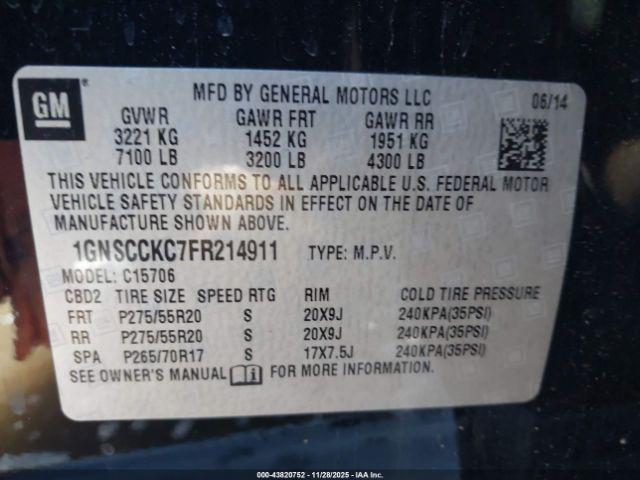 GM ®
MFD BY GENERAL MOTORS LLC 06/14
GVWR GAWR FRT GAWR RR
3221 KG 1452 KG 1951 KG
7100 LB 3200 LB 4300 LB
THIS VEHICLE CONFORMS TO ALL APPLICABLE U.S. FEDERAL MOTOR
VEHICLE SAFETY STANDARDS IN EFFECT ON THE DATE OF
MANUFACTURE SHOWN ABOVE.
1GNSCCKC7FR214911 TYPE: M.P.V.
MODEL: C15706
CBD2 TIRE SIZE SPEED RTG RIM COLD TIRE PRESSURE
FRT P275/55R20 S 20X9J 240KPA(35PSI)
RR P275/55R20 S 20X9J 240KPA(35PSI)
SPA P265/70R17 S 17X7.5J 240KPA(35PSI)
SEE OWNER'S MANUAL FOR MORE INFORMATION.
000-43820752 - 11/28/2025 - IAAI, Inc.